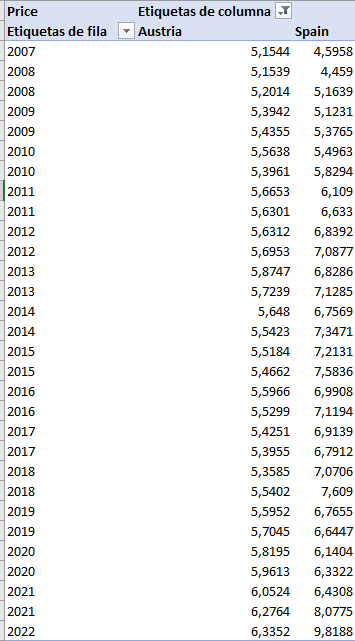 Price Etiquetas de columna
Etiquetas de fila Austria Spain
2007 5,1544 4,5958
2008 5,1539 4,459
2008 5,2014 5,1639
2009 5,3942 5,1231
2009 5,4355 5,3765
2010 5,5638 5,4963
2010 5,3961 5,8294
2011 5,6653 6,109
2011 5,6301 6,633
2012 5,6312 6,8392
2012 5,6953 7,0877
2013 5,8747 6,8286
2013 5,7239 7,1285
2014 5,648 6,7569
2014 5,5423 7,3471
2015 5,5184 7,2131
2015 5,4662 7,5836
2016 5,5966 6,9908
2016 5,5299 7,1194
2017 5,4251 6,9139
2017 5,3955 6,7912
2018 5,3585 7,0706
2018 5,5402 7,609
2019 5,5952 6,7655
2019 5,7045 6,6447
2020 5,8195 6,1404
2020 5,9613 6,3322
2021 6,0524 6,4308
2021 6,2764 8,0775
2022 6,3352 9,8188